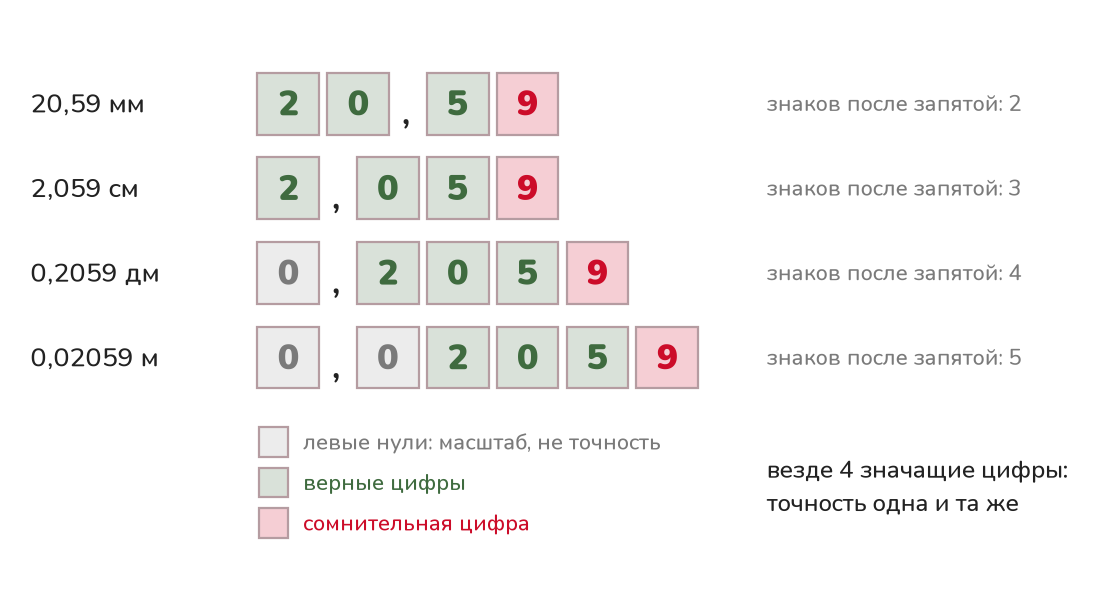 20,59 мм 2 0 , 5 9 знаков после запятой: 2
2,059 см 2 , 0 5 9 знаков после запятой: 3
0,2059 дм 0 , 2 0 5 9 знаков после запятой: 4
0,02059 м 0 , 0 2 0 5 9 знаков после запятой: 5
левые нули: масштаб, не точность
верные цифры
сомнительная цифра
везде 4 значащие цифры:
точность одна и та же